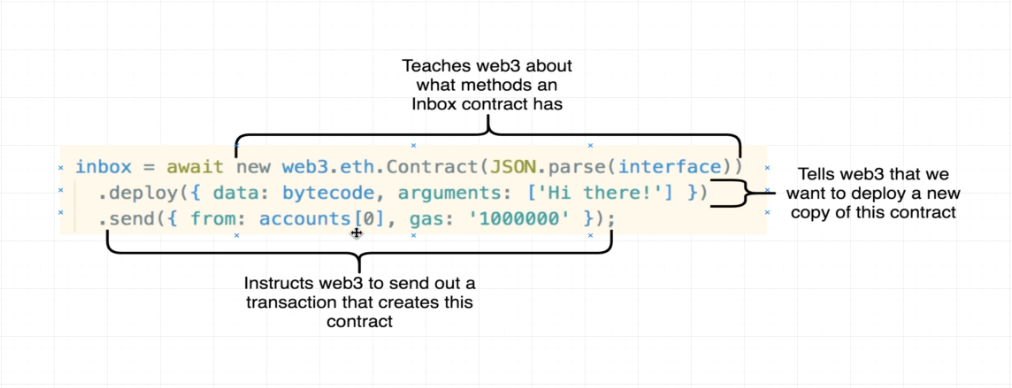 Teaches web3 about
what methods an
Inbox contract has
inbox = await new web3.eth.Contract(JSON.parse(interface))
.deploy({ data: bytecode, arguments: ['Hi there!'] })
.send({ from: accounts[0], gas: '1000000' });
Tells web3 that we
want to deploy a new
copy of this contract
Instructs web3 to send out a
transaction that creates this
contract